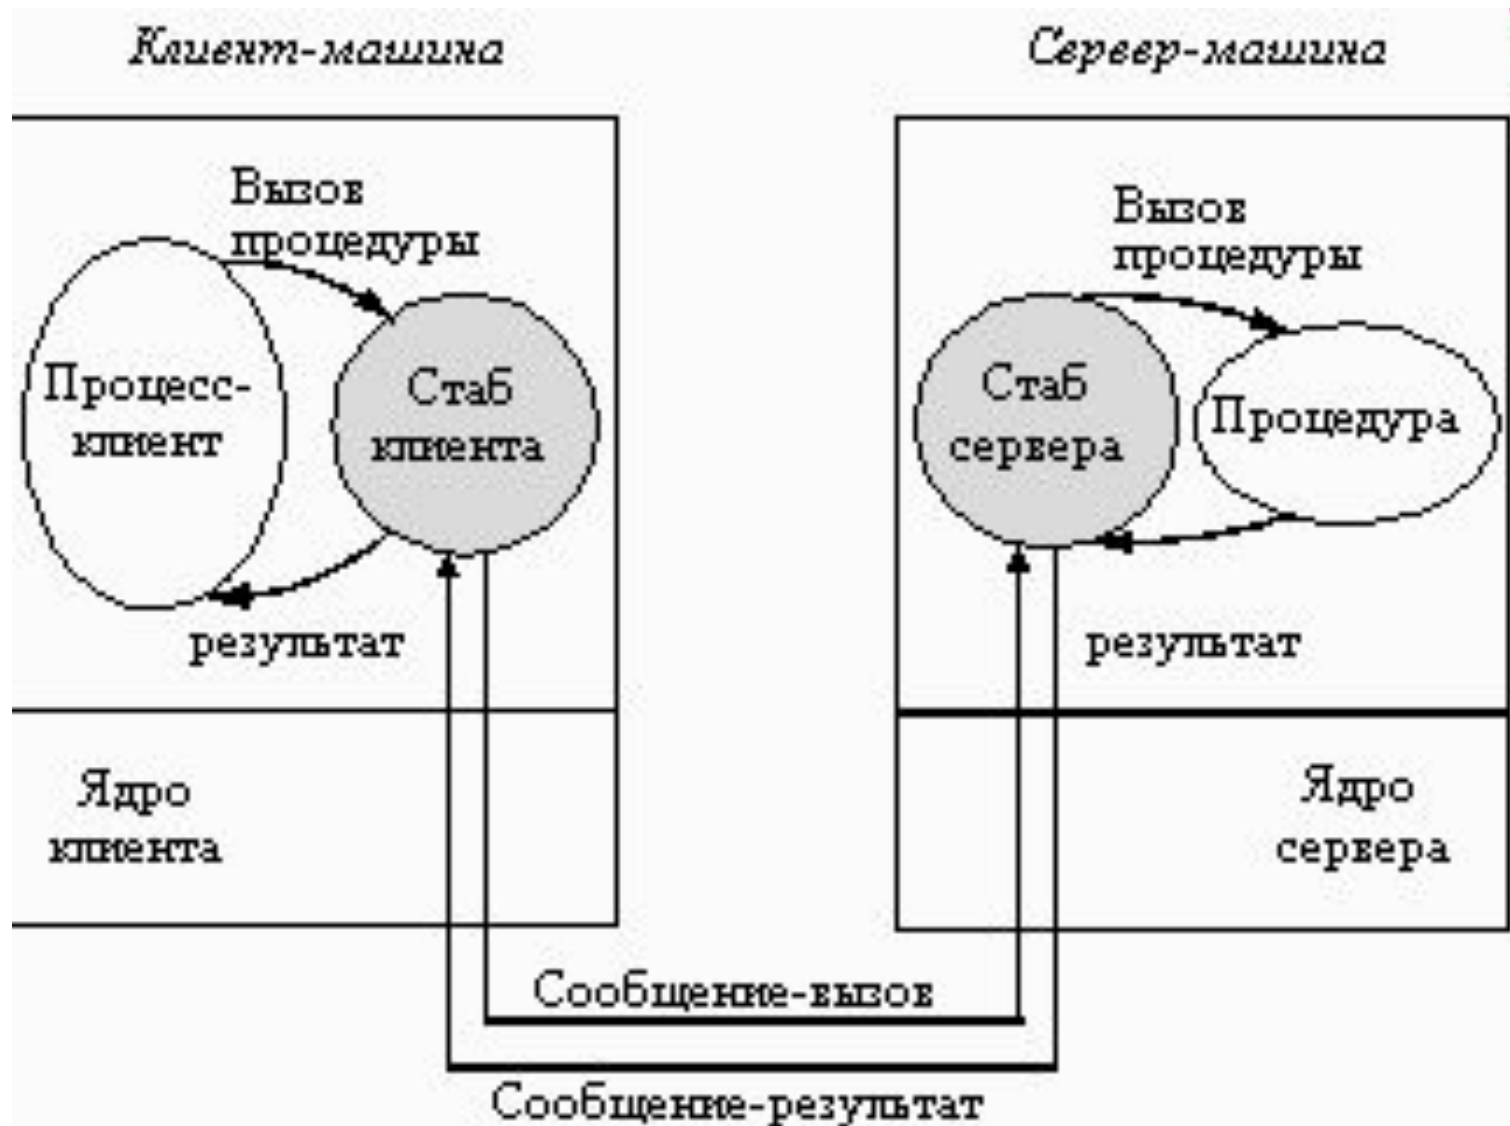 Клиент-машина
Сервер-машина
Вызов
процедуры
Процесс-
клиент
Стаб
клиента
результат
Ядро
клиента
Вызов
процедуры
Стаб
сервера
Процедура
результат
Ядро
сервера
Сообщение-вызов
Сообщение-результат